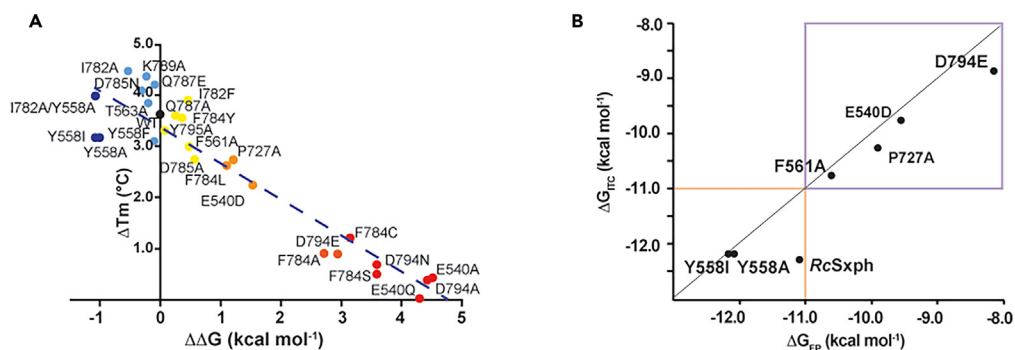 A
5.0
4.0
2.0
1.0
-1
0
1
2
3
4
5
ΔTm (°C)
ΔΔG (kcal mol-1)
K789A
I782A
Q787E
D785N
I782F
T563A
Q787A
I782A/Y558A
F784Y
WT
Y795A
Y558I
Y558F
F561A
Y558A
P727A
D785A
F784L
E540D
F784C
D794E
F784A
D794N
E540A
F784S
D794A
E540Q
B
-8.0
-9.0
-10.0
-11.0
-12.0
-12.0
-11.0
-10.0
-9.0
-8.0
ΔGITC (kcal mol-1)
ΔGFP (kcal mol-1)
D794E
E540D
P727A
F561A
Y558I Y558A
RcSxph